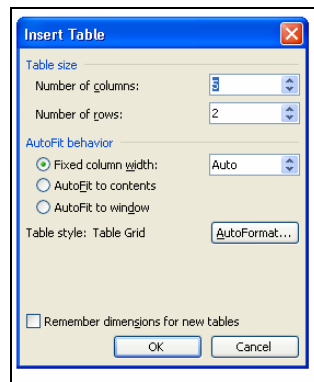 Insert Table
Table size
Number of columns: 5
Number of rows: 2
AutoFit behavior
Fixed column width: Auto
AutoFit to contents
AutoFit to window
Table style: Table Grid AutoFormat...
Remember dimensions for new tables
OK Cancel